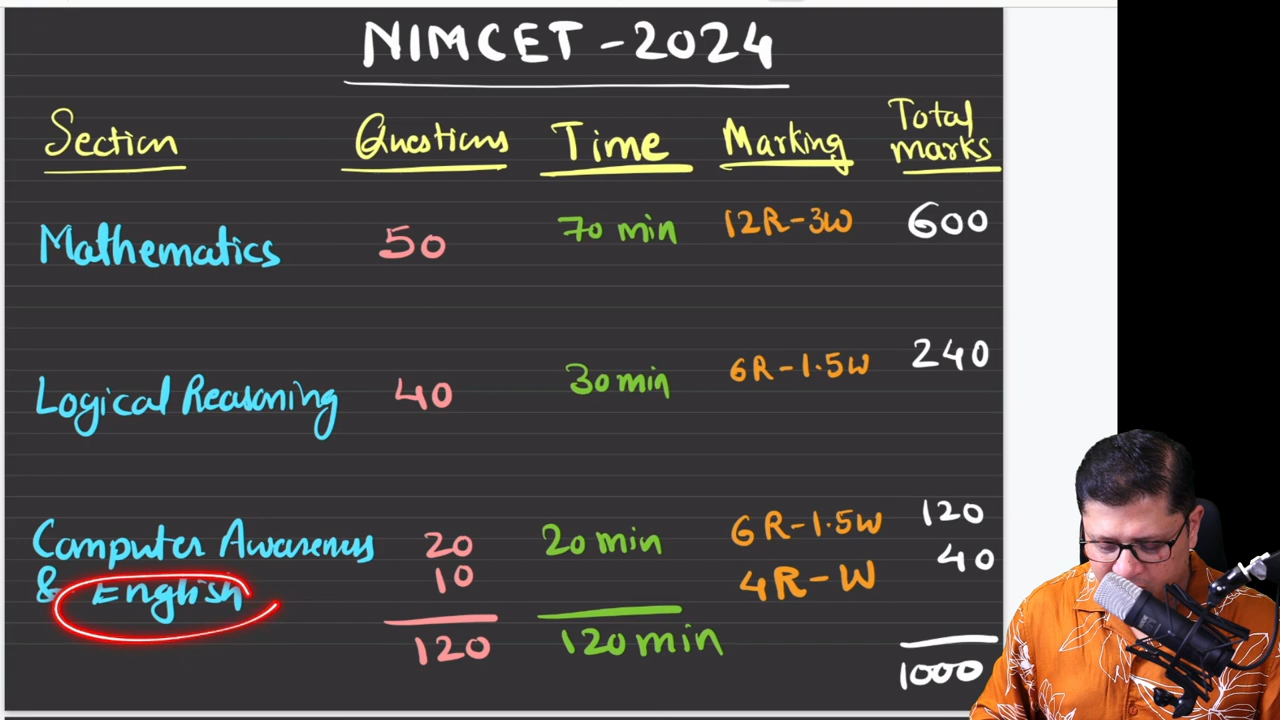 NIMCET - 2024
Section Questions Time Marking Total marks
Mathematics 50 70 min 12R-3W 600
Logical Reasoning 40 30 min 6R-1.5W 240
Computer Awareness 20 20 min 6R-1.5W 120
& English 10 4R-W 40
120 120 min 1000